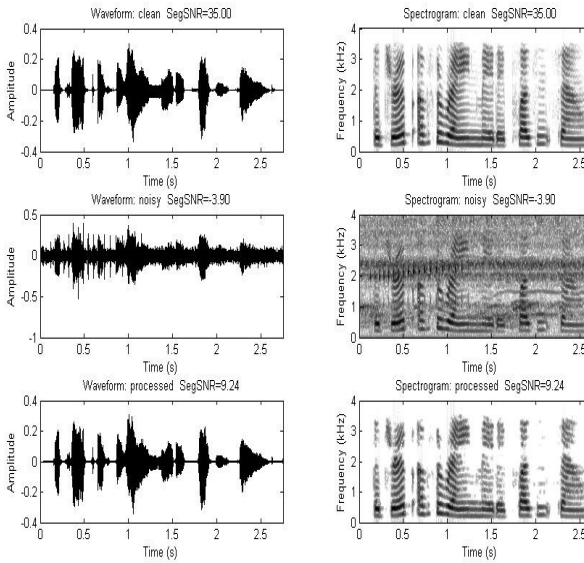 Waveform: clean SegSNR=35.00
Amplitude
0.4
0.2
0
-0.2
-0.4
0 0.5 1 1.5 2 2.5
Time (s)
Spectrogram: clean SegSNR=35.00
Frequency (kHz)
4
3
2
1
0
0 0.5 1 1.5 2 2.5
Time (s)
Waveform: noisy SegSNR=-3.90
Amplitude
0.5
0
-0.5
-1
0 0.5 1 1.5 2 2.5
Time (s)
Spectrogram: noisy SegSNR=-3.90
Frequency (kHz)
4
3
2
1
0
0 0.5 1 1.5 2 2.5
Time (s)
Waveform: processed SegSNR=9.24
Amplitude
0.4
0.2
0
-0.2
-0.4
0 0.5 1 1.5 2 2.5
Time (s)
Spectrogram: processed SegSNR=9.24
Frequency (kHz)
4
3
2
1
0
0 0.5 1 1.5 2 2.5
Time (s)